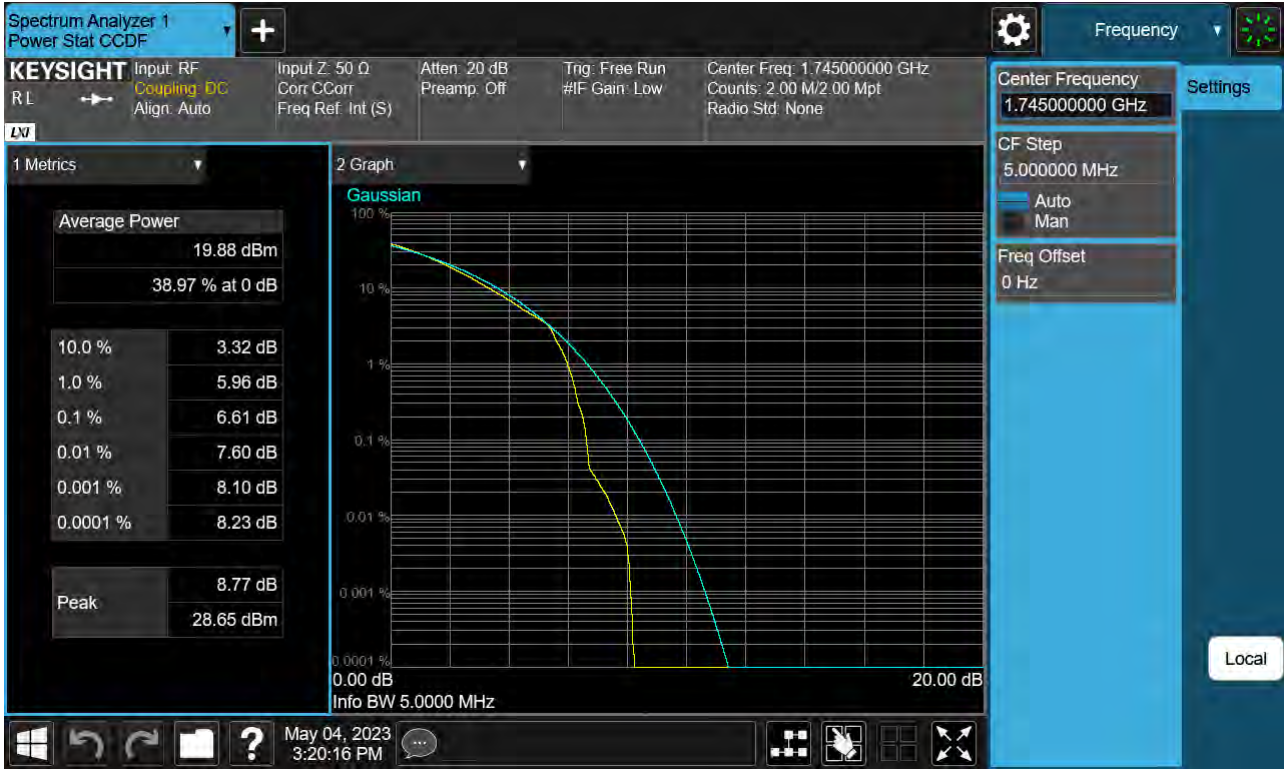 Spectrum Analyzer 1
Power Stat CCDF
Frequency
KEYSIGHT
RL
LXI
Input: RF
Coupling: DC
Align: Auto
Input Z: 50 Ω
Corr CCorr
Freq Ref: Int (S)
Atten: 20 dB
Preamp: Off
Trig: Free Run
#IF Gain: Low
Center Freq: 1.745000000 GHz
Counts: 2.00 M/2.00 Mpt
Radio Std: None
Center Frequency
1.745000000 GHz
Settings
CF Step
5.000000 MHz
Auto
Man
Freq Offset
0 Hz
Local
1 Metrics
Average Power
19.88 dBm
38.97 % at 0 dB
10.0 % 3.32 dB
1.0 % 5.96 dB
0.1 % 6.61 dB
0.01 % 7.60 dB
0.001 % 8.10 dB
0.0001 % 8.23 dB
Peak 8.77 dB
28.65 dBm
2 Graph
Gaussian
100 %
10 %
1 %
0.1 %
0.01 %
0.001 %
0.0001 %
0.00 dB 20.00 dB
Info BW 5.0000 MHz
?
May 04, 2023
3:20:16 PM